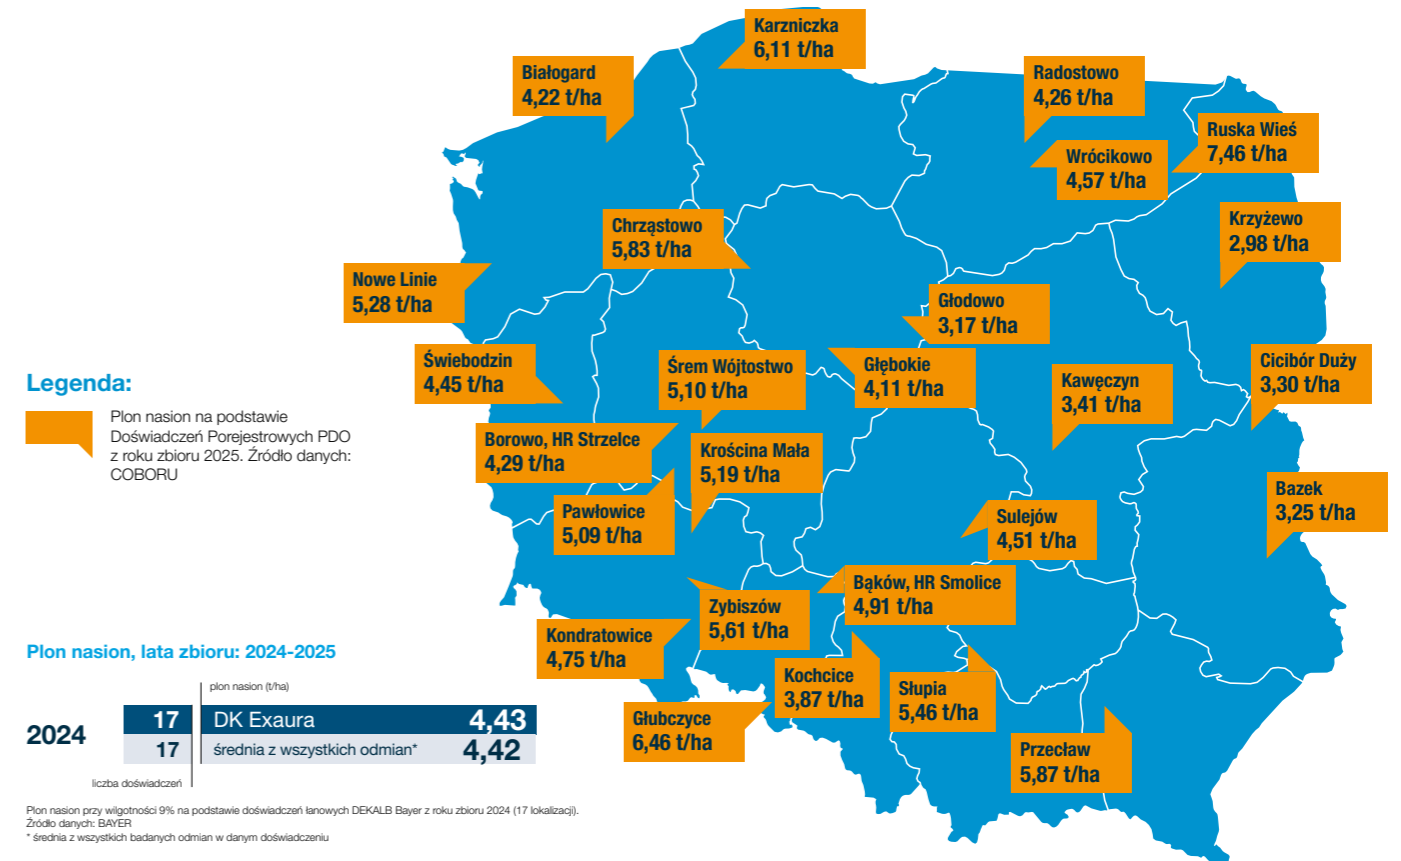 Karzniczka
6,11 t/ha
Białogard
4,22 t/ha
Radostowo
4,26 t/ha
Ruska Wieś
7,46 t/ha
Wrócikowo
4,57 t/ha
Krzyżewo
2,98 t/ha
Chrząstowo
5,83 t/ha
Nowe Linie
5,28 t/ha
Głodowo
3,17 t/ha
Świebodzin
4,45 t/ha
Śrem Wójtostwo
5,10 t/ha
Głębokie
4,11 t/ha
Kawęczyn
3,41 t/ha
Cicibór Duży
3,30 t/ha
Legenda:
Plon nasion na podstawie
Doświadczeń Porejestrowych PDO
z roku zbioru 2025. Źródło danych:
COBORU
Borowo, HR Strzelce
4,29 t/ha
Krościna Mała
5,19 t/ha
Pawłowice
5,09 t/ha
Bazek
3,25 t/ha
Sulejów
4,51 t/ha
Bąków, HR Smolice
4,91 t/ha
Zybiszów
5,61 t/ha
Kondratowice
4,75 t/ha
Kochcice
3,87 t/ha
Słupia
5,46 t/ha
Głubczyce
6,46 t/ha
Przecław
5,87 t/ha
Plon nasion, lata zbioru: 2024-2025
plon nasion (t/ha)
2024
17 DK Exaura 4,43
17 średnia z wszystkich odmian* 4,42
liczba doświadczeń
Plon nasion przy wilgotności 9% na podstawie doświadczeń łanowych DEKALB Bayer z roku zbioru 2024 (17 lokalizacji).
Źródło danych: BAYER
* średnia z wszystkich badanych odmian w danym doświadczeniu